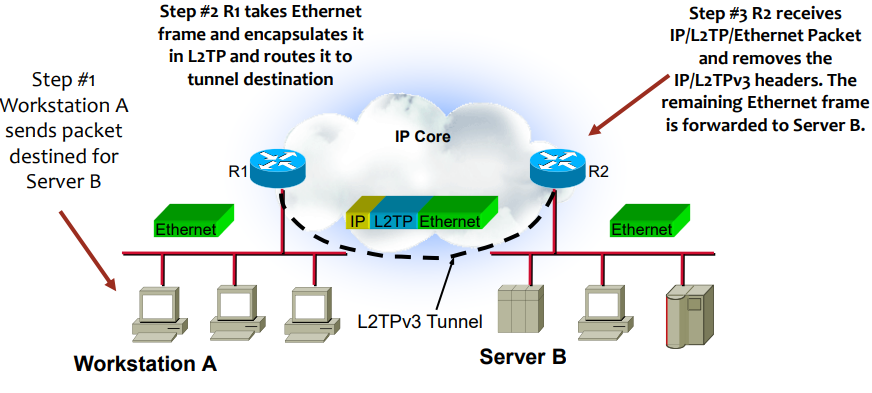 Step #1
Workstation A
sends packet
destined for
Server B
Step #2 R1 takes Ethernet
frame and encapsulates it
in L2TP and routes it to
tunnel destination
Step #3 R2 receives
IP/L2TP/Ethernet Packet
and removes the
IP/L2TPv3 headers. The
remaining Ethernet frame
is forwarded to Server B.
IP Core
R1
R2
IP L2TP Ethernet
Ethernet
Ethernet
L2TPv3 Tunnel
Workstation A
Server B